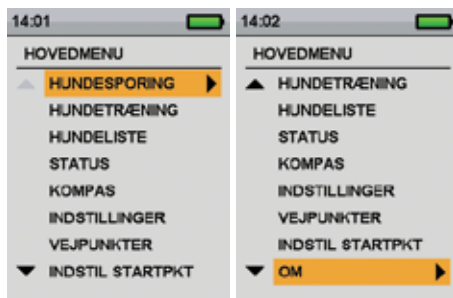 14:01
HOVEDMENU
HUNDESPORING
HUNDETRÆNING
HUNDELISTE
STATUS
KOMPAS
INDSTILLINGER
VEJPUNKTER
INDSTIL STARTPKT
14:02
HOVEDMENU
HUNDETRÆNING
HUNDELISTE
STATUS
KOMPAS
INDSTILLINGER
VEJPUNKTER
INDSTIL STARTPKT
OM